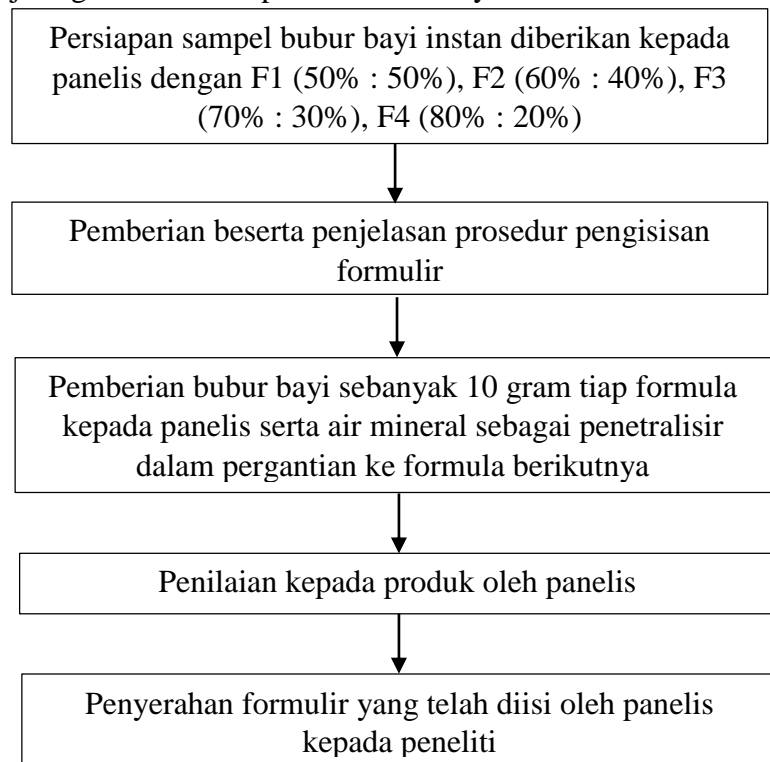 Persiapan sampel bubur bayi instan diberikan kepada
panelis dengan F1 (50% : 50%), F2 (60% : 40%), F3
(70% : 30%), F4 (80% : 20%)
Pemberian beserta penjelasan prosedur pengisisan
formulir
Pemberian bubur bayi sebanyak 10 gram tiap formula
kepada panelis serta air mineral sebagai penetralisir
dalam pergantian ke formula berikutnya
Penilaian kepada produk oleh panelis
Penyerahan formulir yang telah diisi oleh panelis
kepada peneliti